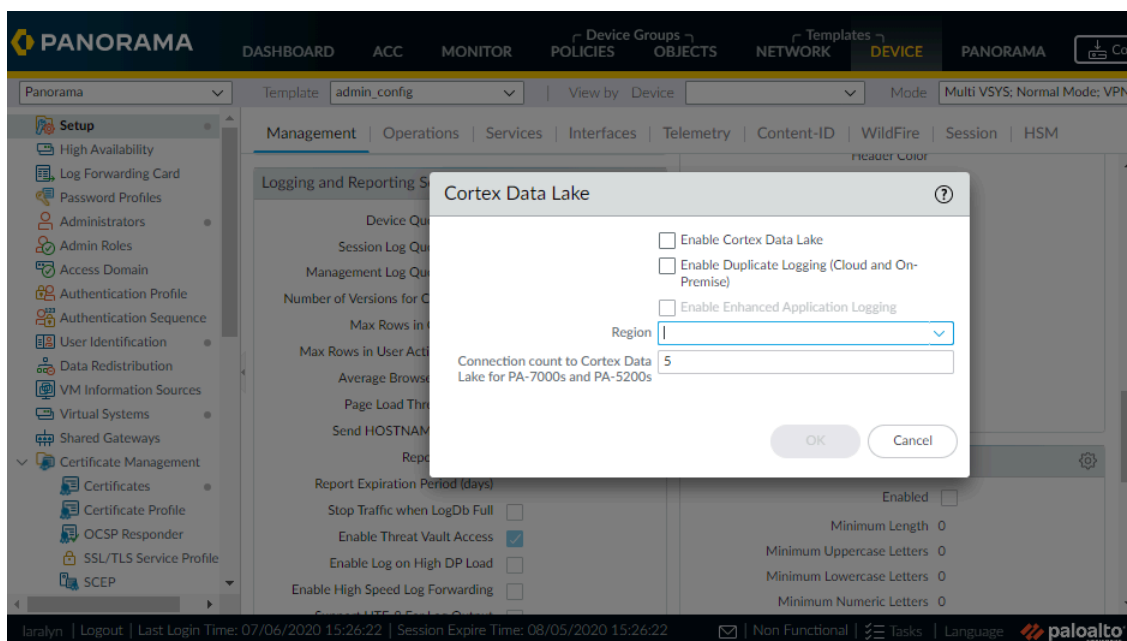 PANORAMA
Device Groups
Templates
DASHBOARD ACC MONITOR POLICIES OBJECTS NETWORK DEVICE PANORAMA Co
Panorama Template admin_config View by Device Mode Multi VSYS; Normal Mode; VPN
Setup
High Availability
Log Forwarding Card
Password Profiles
Administrators
Admin Roles
Access Domain
Authentication Profile
Authentication Sequence
User Identification
Data Redistribution
VM Information Sources
Virtual Systems
Shared Gateways
Certificate Management
Certificates
Certificate Profile
OCSP Responder
SSL/TLS Service Profile
SCEP
Management | Operations | Services | Interfaces | Telemetry | Content-ID | WildFire | Session | HSM
Header Color
Logging and Reporting S
Device Qu
Session Log Qu
Management Log Qu
Number of Versions for C
Max Rows in
Max Rows in User Acti
Average Browse
Page Load Thre
Send HOSTNAM
Repo
Report Expiration Period (days)
Stop Traffic when LogDb Full
Enable Threat Vault Access
Enable Log on High DP Load
Enable High Speed Log Forwarding
Cortex Data Lake
Enable Cortex Data Lake
Enable Duplicate Logging (Cloud and On-
Premise)
Enable Enhanced Application Logging
Region
Connection count to Cortex Data 5
Lake for PA-7000s and PA-5200s
OK Cancel
Enabled
Minimum Length 0
Minimum Uppercase Letters 0
Minimum Lowercase Letters 0
Minimum Numeric Letters 0
laralyn | Logout | Last Login Time: 07/06/2020 15:26:22 | Session Expire Time: 08/05/2020 15:26:22 | Non Functional | Tasks | Language paloalto